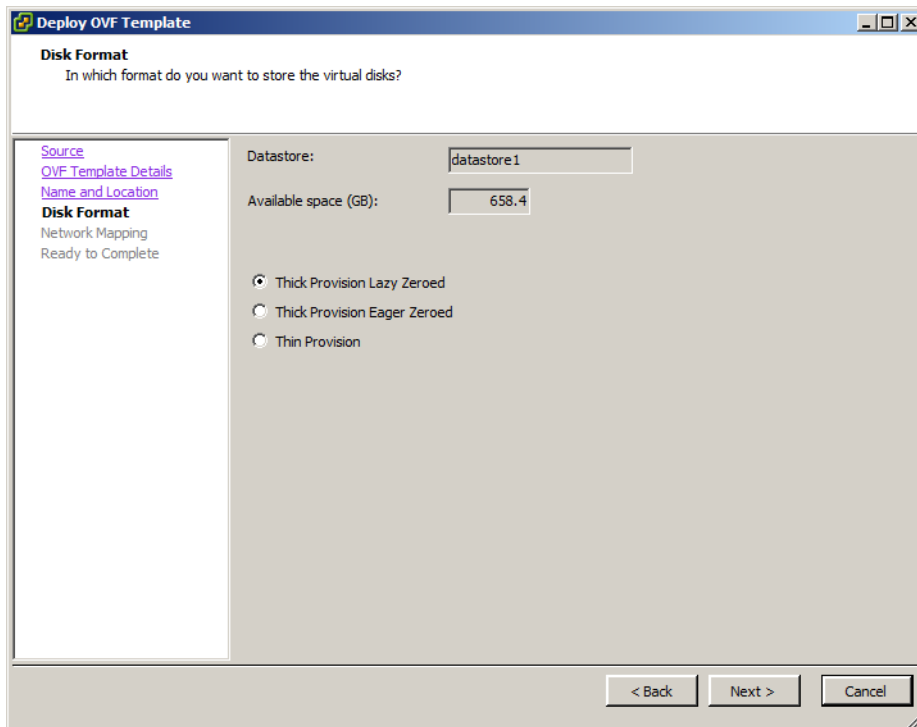 Deploy OVF Template
Disk Format
In which format do you want to store the virtual disks?
Source
OVF Template Details
Name and Location
Disk Format
Network Mapping
Ready to Complete
Datastore: datastore1
Available space (GB): 658.4
Thick Provision Lazy Zeroed
Thick Provision Eager Zeroed
Thin Provision
< Back Next > Cancel